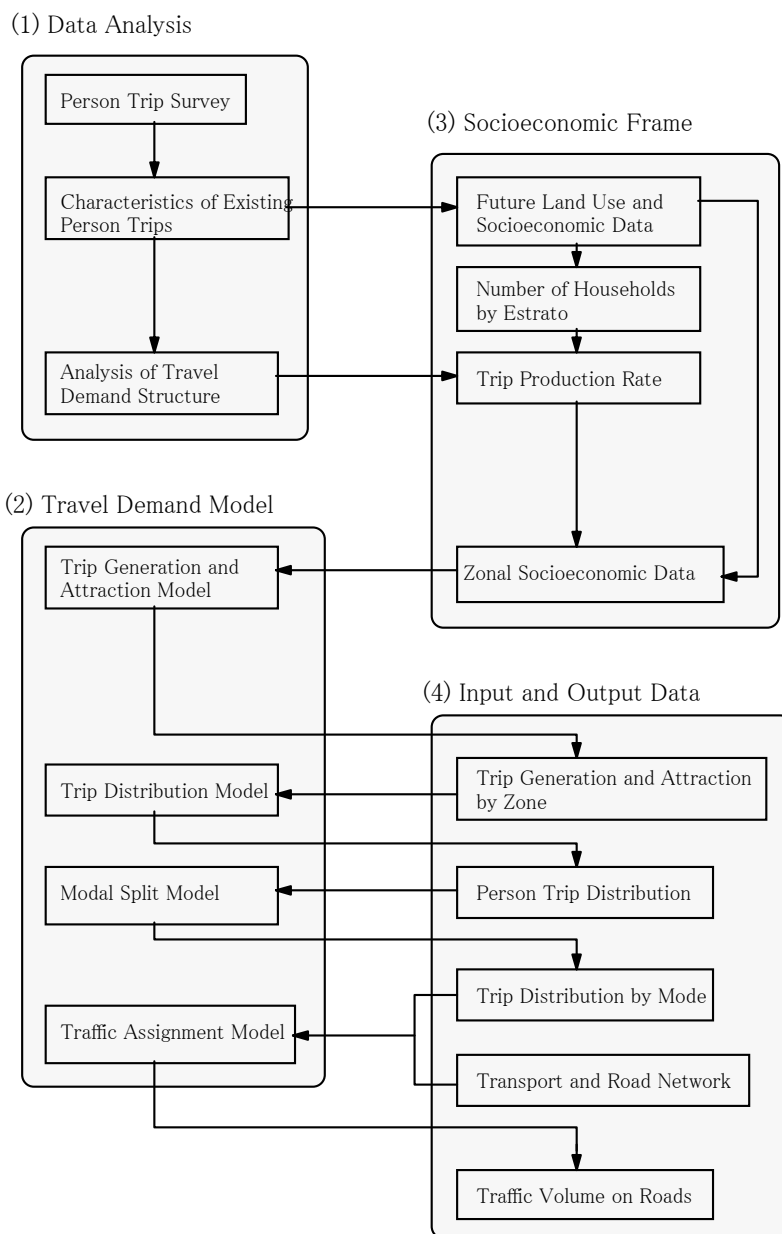 (1) Data Analysis
Person Trip Survey
Characteristics of Existing
Person Trips
Analysis of Travel
Demand Structure
(3) Socioeconomic Frame
Future Land Use and
Socioeconomic Data
Number of Households
by Estrato
Trip Production Rate
Zonal Socioeconomic Data
(2) Travel Demand Model
Trip Generation and
Attraction Model
Trip Distribution Model
Modal Split Model
Traffic Assignment Model
(4) Input and Output Data
Trip Generation and Attraction
by Zone
Person Trip Distribution
Trip Distribution by Mode
Transport and Road Network
Traffic Volume on Roads